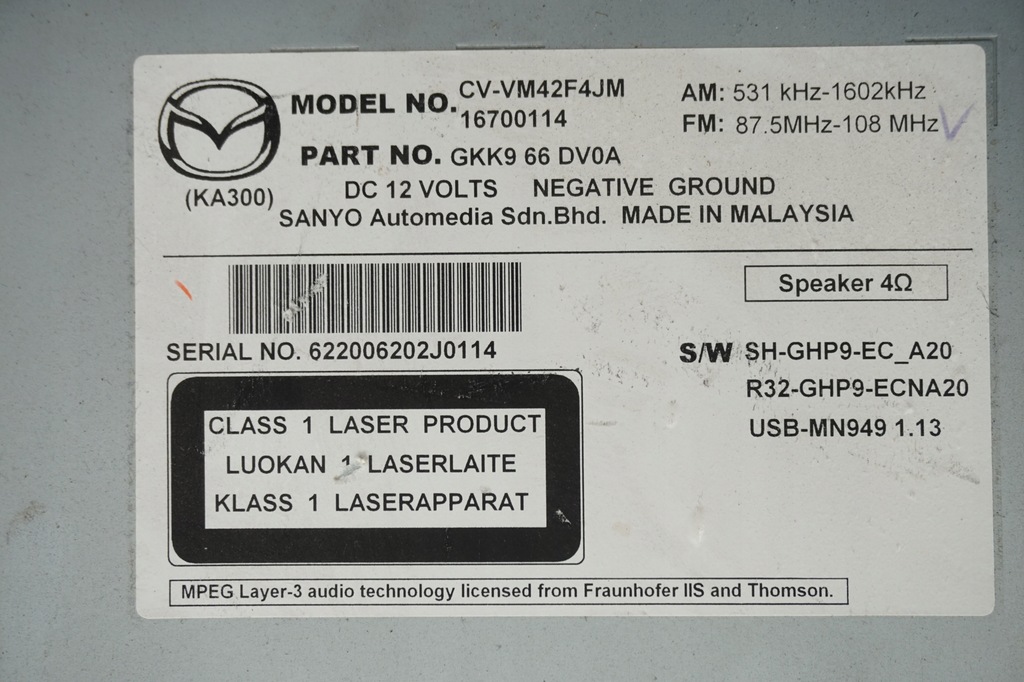 MODEL NO. CV-VM42F4JM
16700114
AM: 531 kHz-1602kHz
FM: 87.5MHz-108 MHz
PART NO. GKK9 66 DV0A
(KA300)
DC 12 VOLTS NEGATIVE GROUND
SANYO Automedia Sdn.Bhd. MADE IN MALAYSIA
Speaker 4Ω
SERIAL NO. 622006202J0114
S/W SH-GHP9-EC_A20
R32-GHP9-ECNA20
USB-MN949 1.13
CLASS 1 LASER PRODUCT
LUOKAN 1 LASERLAITE
KLASS 1 LASERAPPARAT
MPEG Layer-3 audio technology licensed from Fraunhofer IIS and Thomson.